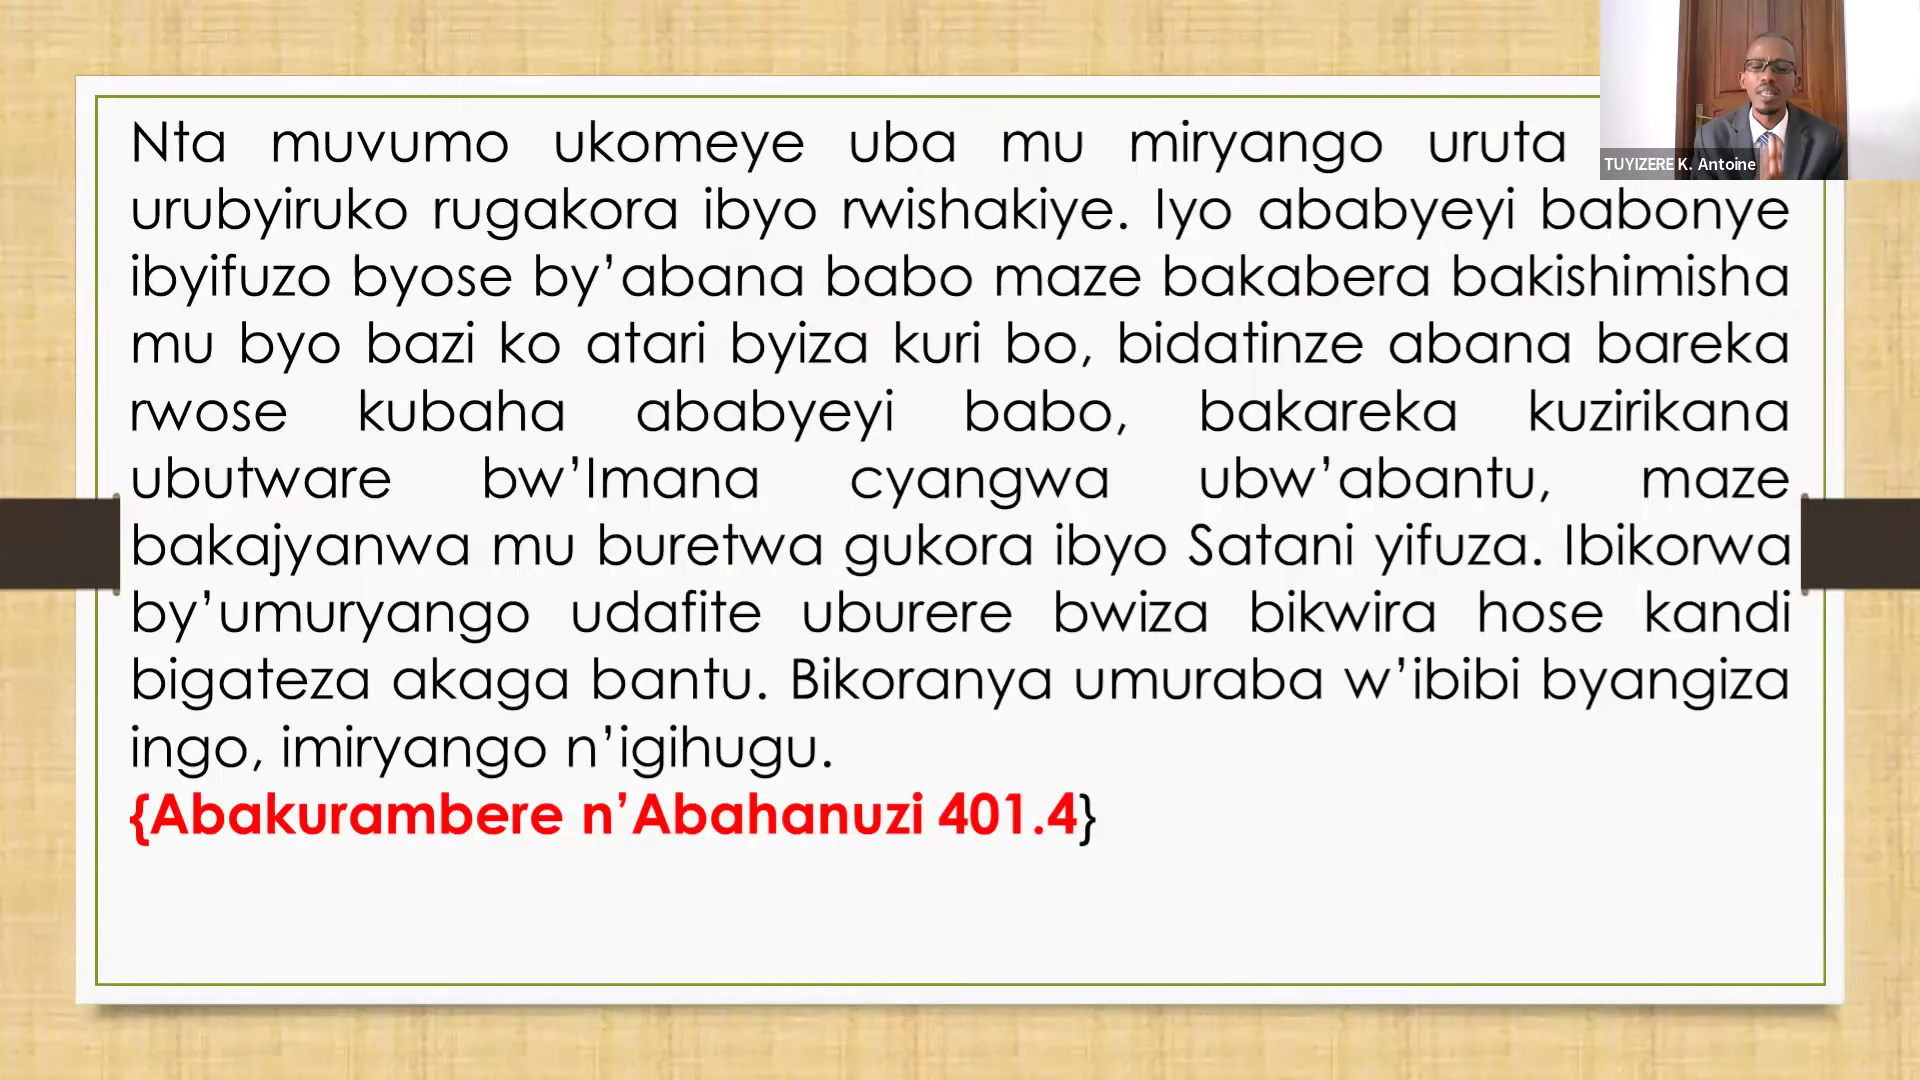 Nta muvumo ukomeye uba mu miryango uruta
urubyiruko rugakora ibyo rwishakiye. Iyo ababyeyi babonye
ibyifuzo byose by’abana babo maze bakabera bakishimisha
mu byo bazi ko atari byiza kuri bo, bidatinze abana bareka
rwose kubaha ababyeyi babo, bakareka kuzirikana
ubutware bw’Imana cyangwa ubw’abantu, maze
bakajyanwa mu buretwa gukora ibyo Satani yifuza. Ibikorwa
by’umuryango udafite uburere bwiza bikwira hose kandi
bigateza akaga bantu. Bikoranya umuraba w’ibibi byangiza
ingo, imiryango n’igihugu.
{Abakurambere n’Abahanuzi 401.4}
TUYIZERE K. Antoine